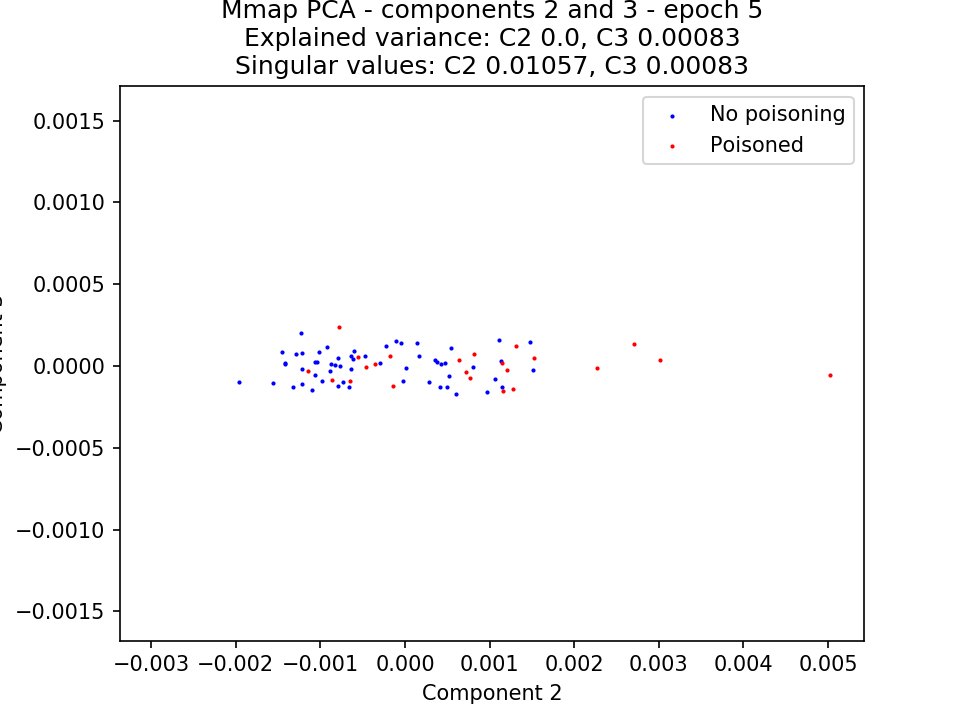 Mmap PCA - components 2 and 3 - epoch 5
Explained variance: C2 0.0, C3 0.00083
Singular values: C2 0.01057, C3 0.00083
No poisoning
Poisoned
0.0015
0.0010
0.0005
0.0000
−0.0005
−0.0010
−0.0015
−0.003 −0.002 −0.001 0.000 0.001 0.002 0.003 0.004 0.005
Component 2